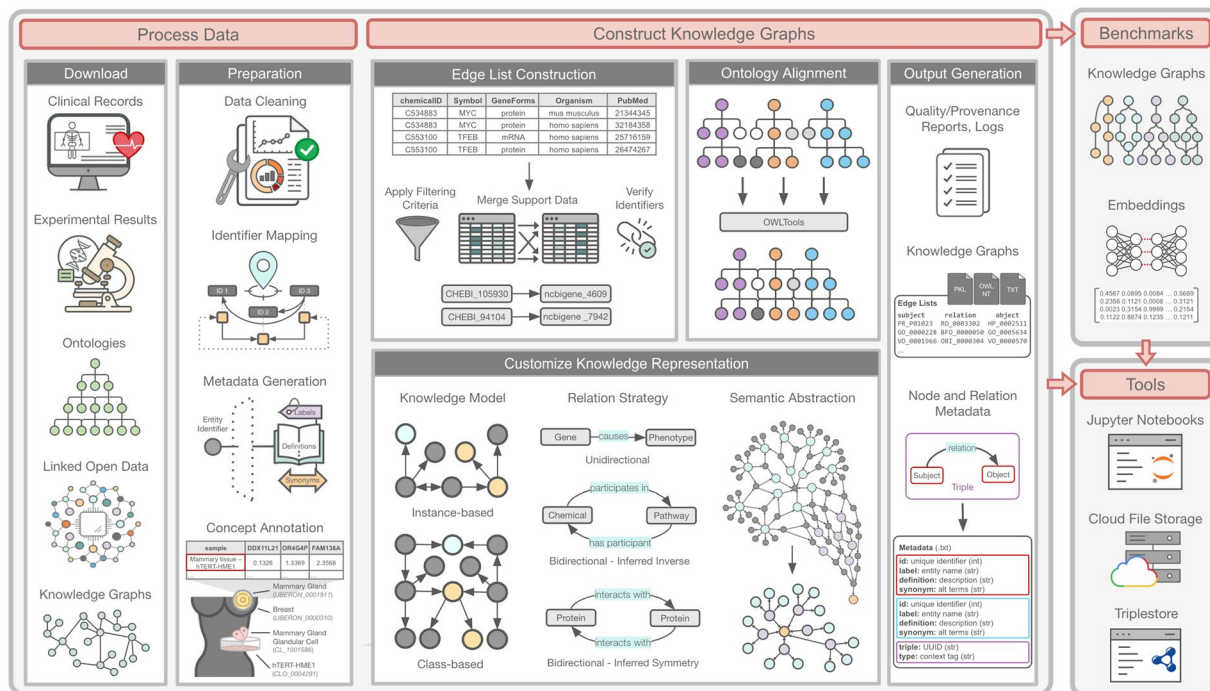 Process Data
Construct Knowledge Graphs
Benchmarks
Download
Clinical Records
Experimental Results
Ontologies
Linked Open Data
Knowledge Graphs
Preparation
Data Cleaning
Identifier Mapping
ID 1
ID 3
ID 2
Metadata Generation
Entity
Identifier
Labels
Definitions
Synonyms
Concept Annotation
sample DDX11L21 OR4G4P FAM138A
Mammary tissue –
hTERT-HME1 0.1326 1.3369 2.3568
... ... ... ...
Mammary Gland
(UBERON_0001911)
Breast
(UBERON_0000310)
Mammary Gland
Glandular Cell
(CL_1001586)
hTERT-HME1
(CLO_0004291)
Edge List Construction
chemicalID Symbol GeneForms Organism PubMed
C534883 MYC protein mus musculus 21344345
C534883 MYC protein homo sapiens 32184358
C553100 TFEB mRNA homo sapiens 25716159
C553100 TFEB protein homo sapiens 26474267
Apply Filtering
Criteria
Merge Support Data
Verify
Identifiers
CHEBI_105930 ncbigene_4609
CHEBI_94104 ncbigene _7942
Ontology Alignment
OWLTools
Customize Knowledge Representation
Knowledge Model
Instance-based
Class-based
Relation Strategy
Gene causes Phenotype
Unidirectional
participates in
Chemical Pathway
has participant
Bidirectional - Inferred Inverse
interacts with
Protein Protein
interacts with
Bidirectional - Inferred Symmetry
Semantic Abstraction
Output Generation
Quality/Provenance
Reports, Logs
Knowledge Graphs
PKL
OWL
NT
TXT
Edge Lists
subject relation object
PR_P01023 RO_0003302 HP_0002511
GO_0000228 BFO_0000050 GO_0005634
VO_0001966 OBI_0000304 VO_0000570
...
Node and Relation
Metadata
relation
Subject Object
Triple
Metadata (.txt)
id: unique identifier (int)
label: entity name (str)
definition: description (str)
synonym: alt terms (str)
id: unique identifier (int)
label: entity name (str)
definition: description (str)
synonym: alt terms (str)
triple: UUID (str)
type: context tag (str)
Knowledge Graphs
Embeddings
0.4567 0.0895 0.0084 ... 0.5689
0.2356 0.1121 0.0008 ... 0.3121
0.0023 0.3154 0.9999 ... 0.2154
0.1122 0.8874 0.1235 ... 0.1211
Tools
Jupyter Notebooks
Cloud File Storage
Triplestore